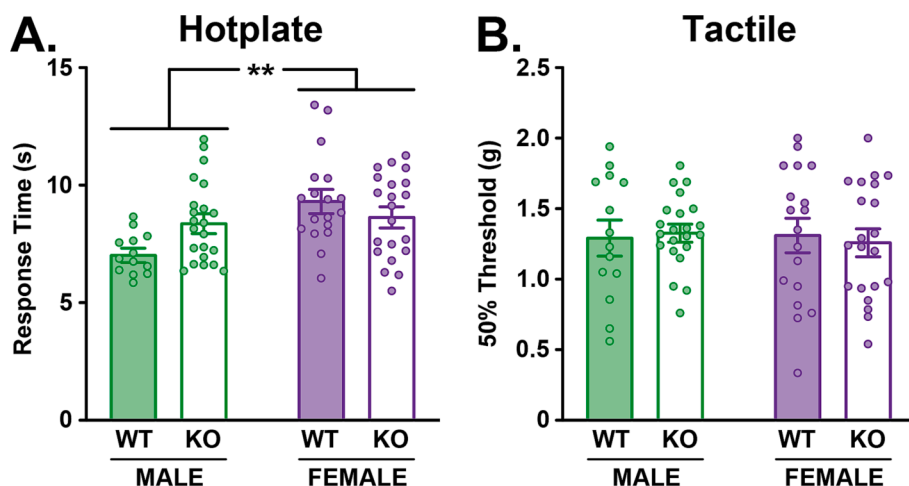 A. Hotplate
Response Time (s)
15
10
5
0
**
WT KO WT KO
MALE FEMALE
B. Tactile
50% Threshold (g)
2.5
2.0
1.5
1.0
0.5
0
WT KO WT KO
MALE FEMALE